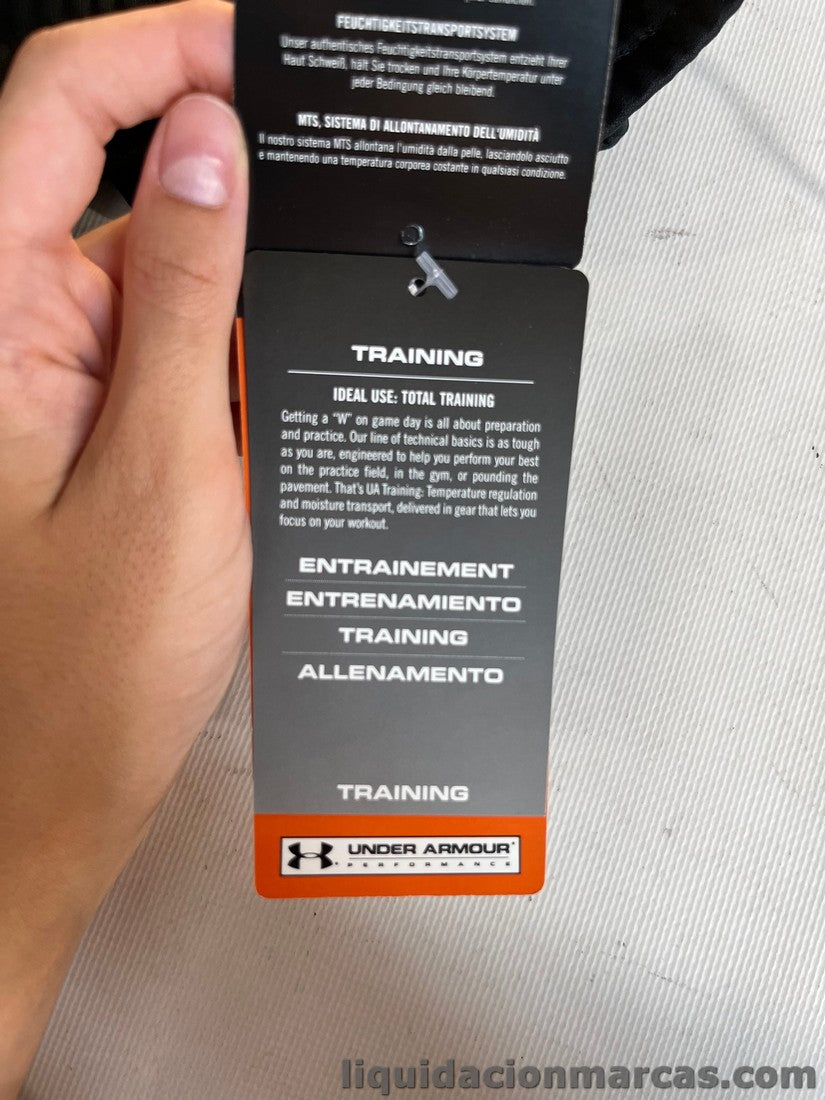 FEUCHTIGKEITSTRANSPORTSYSTEM
Unser authentisches Feuchtigkeitstransportsystem entzieht Ihrer
Haut Schweiß, hält Sie trocken und Ihre Körpertemperatur unter
jeder Bedingung gleich bleibend.
MTS, SISTEMA DI ALLONTANAMENTO DELL'UMIDITÀ
Il nostro sistema MTS allontana l'umidità dalla pelle, lasciandolo asciutto
e mantenendo una temperatura corporea costante in qualsiasi condizione.
TRAINING
IDEAL USE: TOTAL TRAINING
Getting a "W" on game day is all about preparation
and practice. Our line of technical basics is as tough
as you are, engineered to help you perform your best
on the practice field, in the gym, or pounding the
pavement. That's UA Training: Temperature regulation
and moisture transport, delivered in gear that lets you
focus on your workout.
ENTRAINEMENT
ENTRENAMIENTO
TRAINING
ALLENAMENTO
TRAINING
UNDER ARMOUR
PERFORMANCE
liquidacionmarcas.com